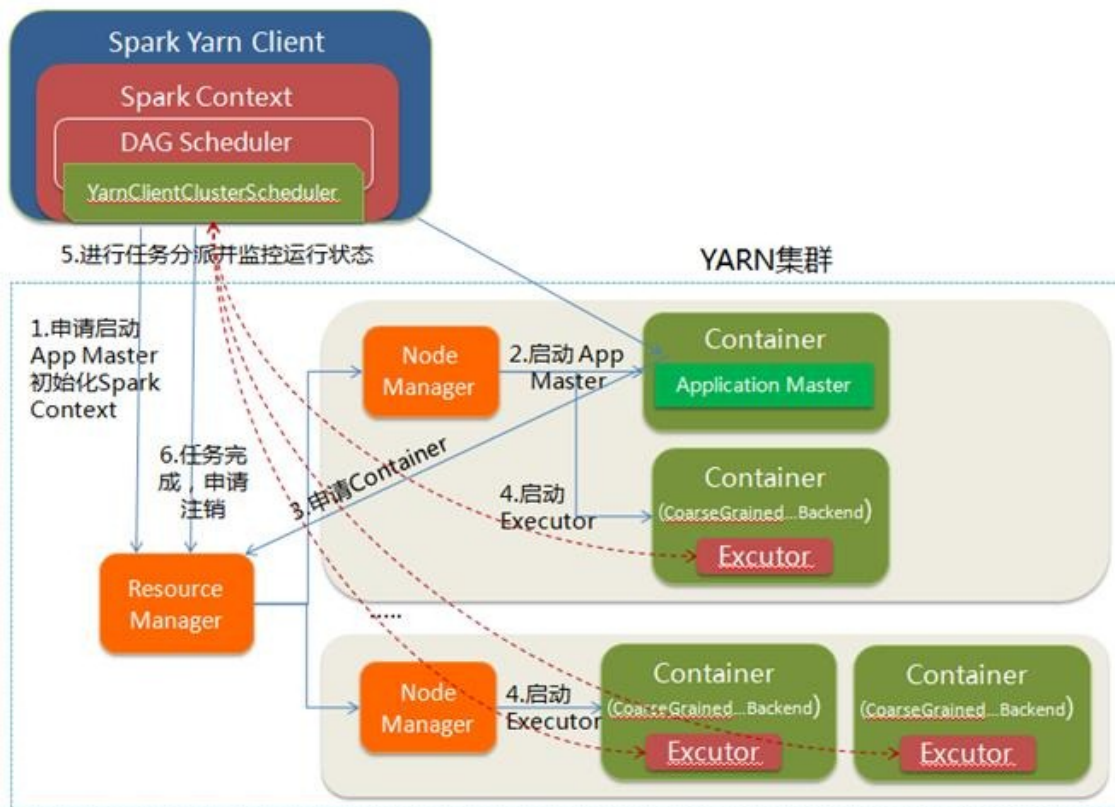 Spark Yarn Client
Spark Context
DAG Scheduler
YarnClientClusterScheduler
5.进行任务分派并监控运行状态
YARN集群
1.申请启动
App Master
初始化Spark
Context
6.任务完
成，申请
注销
Resource
Manager
Node
Manager
2.启动 App
Master
Container
Application Master
3.申请Container
4.启动
Executor
Container
(CoarseGrained...Backend)
Excutor
......
Node
Manager
4.启动
Executor
Container
(CoarseGrained...Backend)
Excutor
Container
(CoarseGrained...Backend)
Excutor